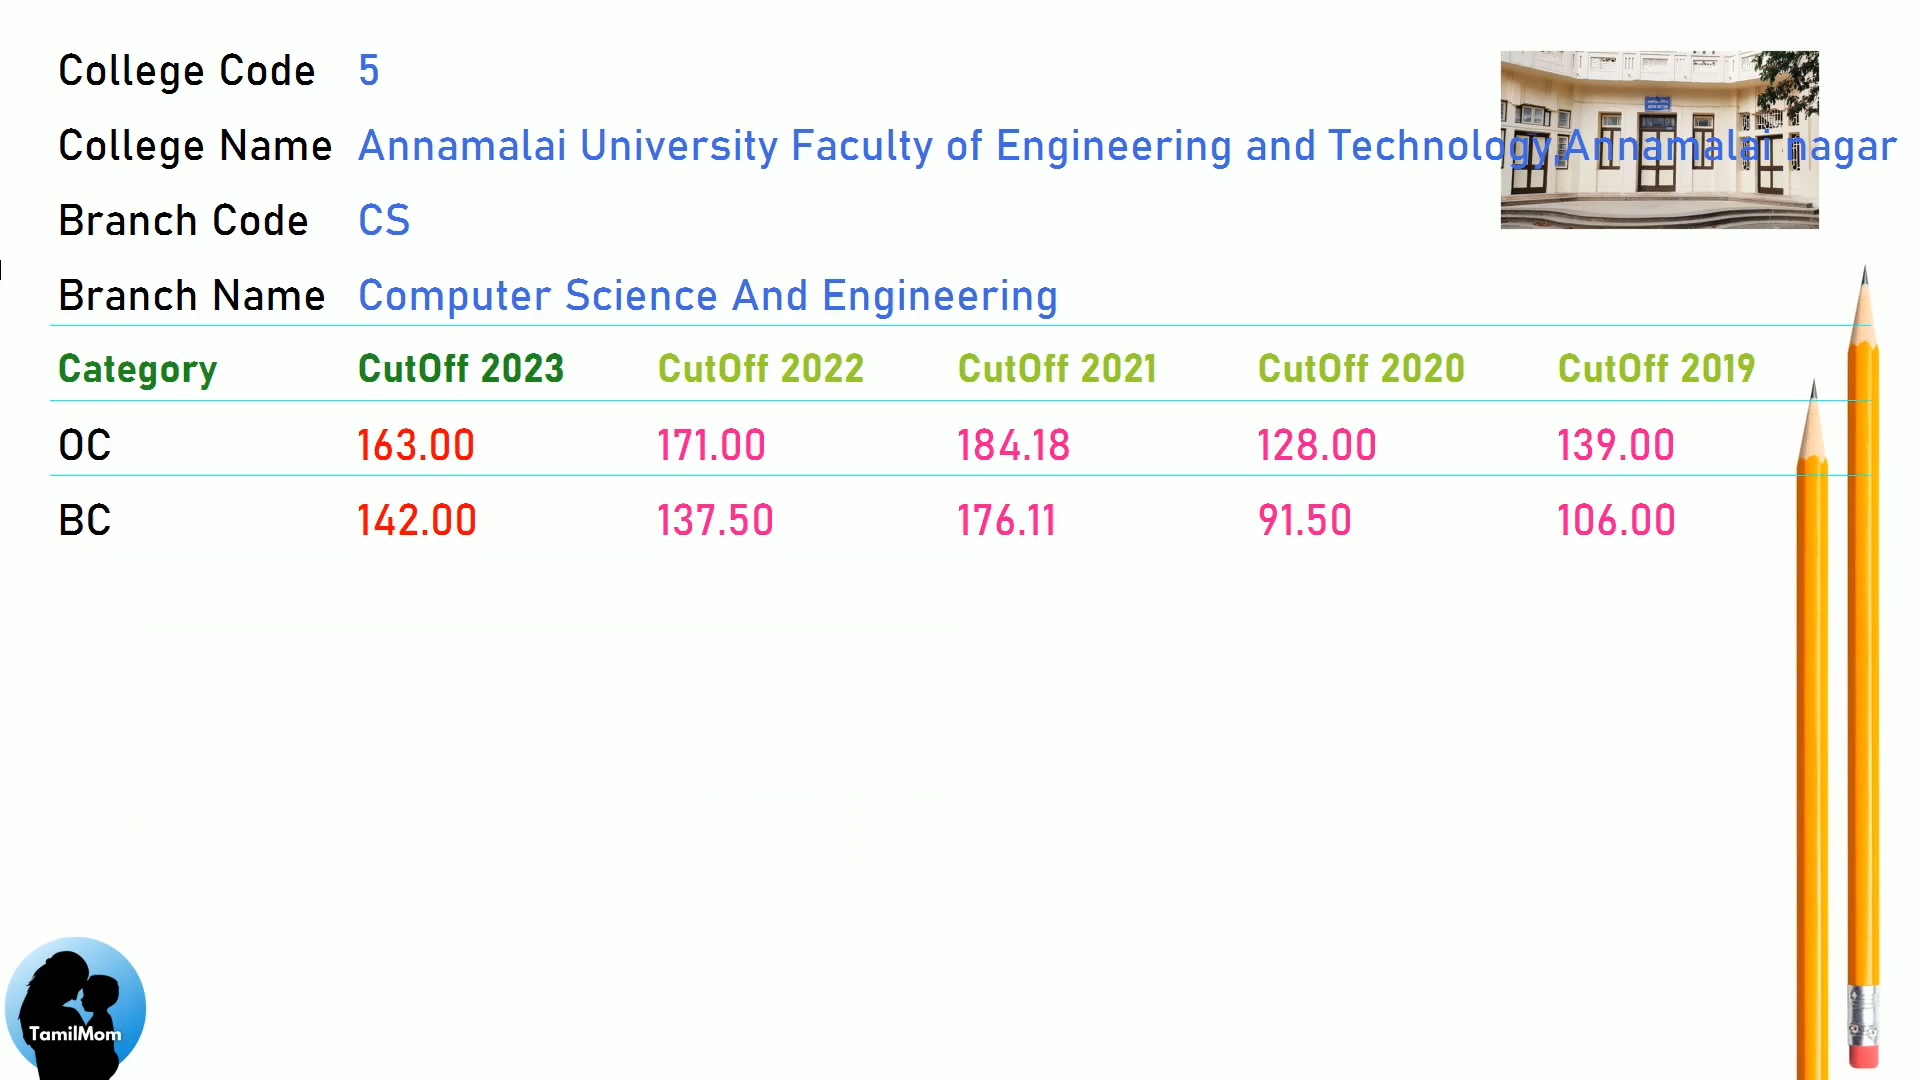 College Code 5
College Name Annamalai University Faculty of Engineering and Technology,Annamalai nagar
Branch Code CS
Branch Name Computer Science And Engineering
Category CutOff 2023 CutOff 2022 CutOff 2021 CutOff 2020 CutOff 2019
OC 163.00 171.00 184.18 128.00 139.00
BC 142.00 137.50 176.11 91.50 106.00
TamilMom